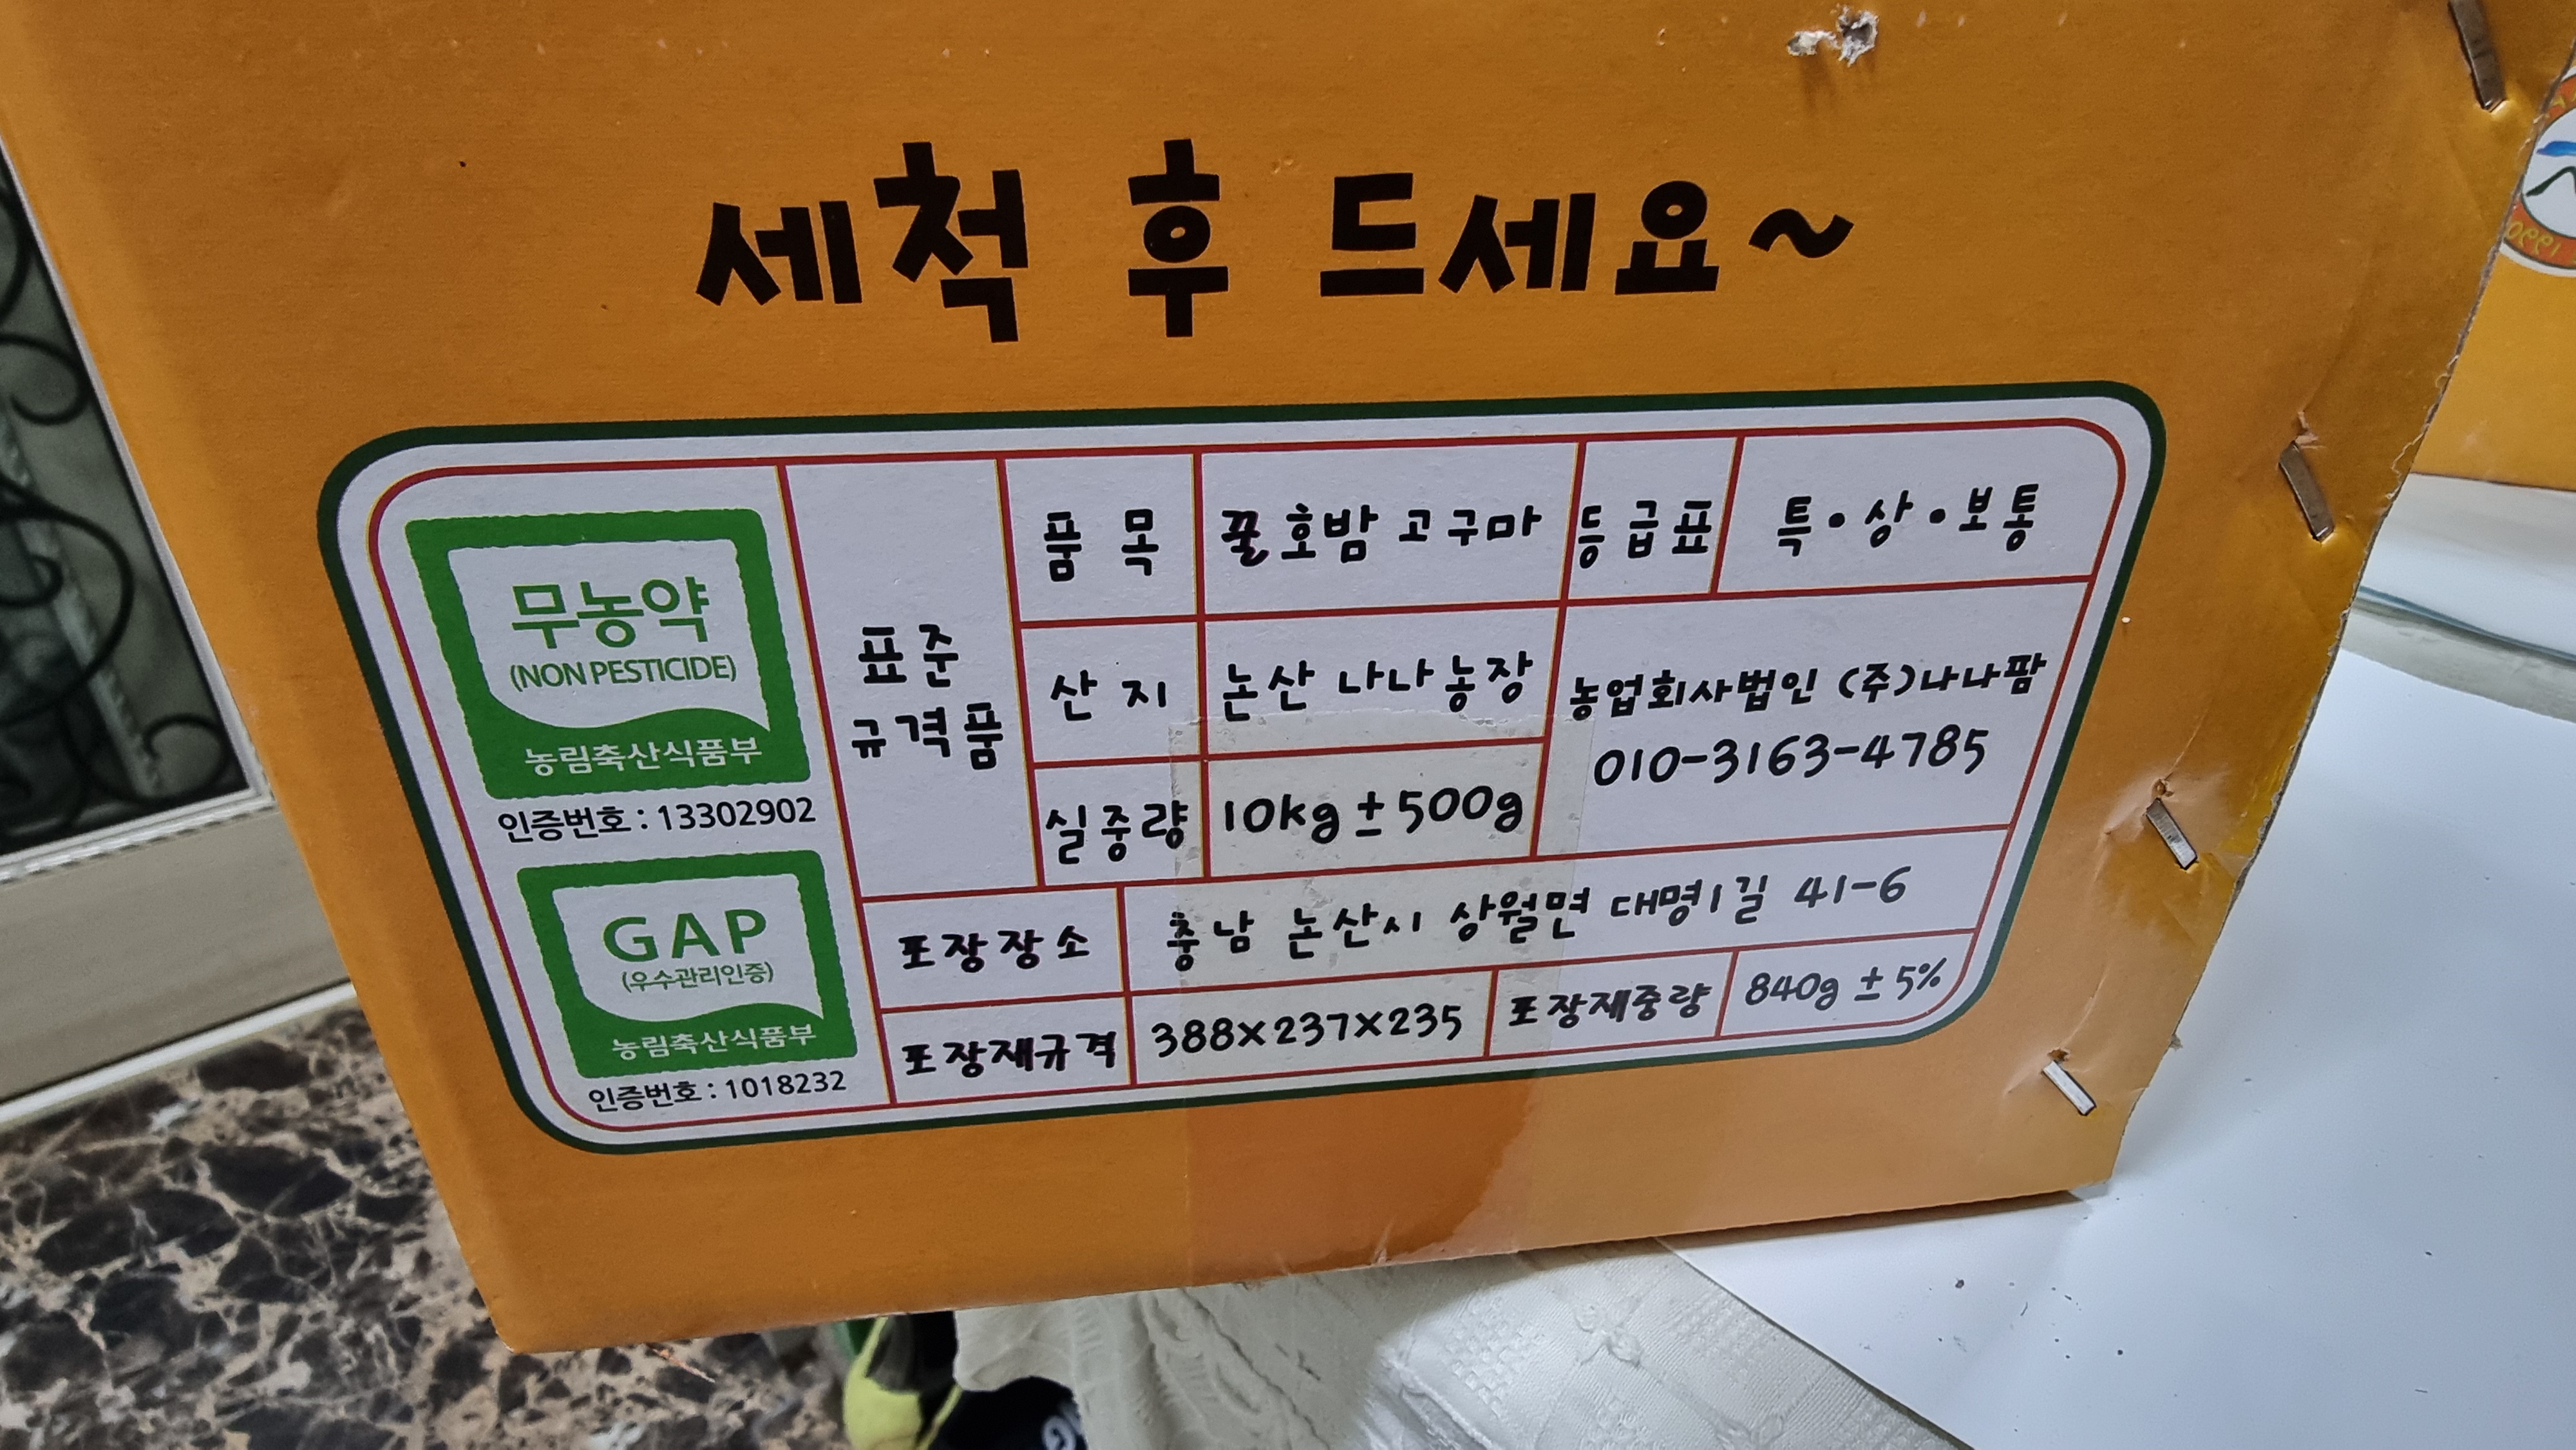 세척 후 드세요~
무농약
(NON PESTICIDE)
농림축산식품부
인증번호 : 13302902
GAP
(우수관리인증)
농림축산식품부
인증번호 : 1018232
표준
규격품
품 목 꿀호밤 고구마 등급표 특·상·보통
산 지 논산 나나농장 농업회사법인 (주)나나팜
010-3163-4785
실중량 10kg ± 500g
포장장소 충남 논산시 상월면 대명1길 41-6
포장재규격 388x237x235 포장재중량 840g ± 5%